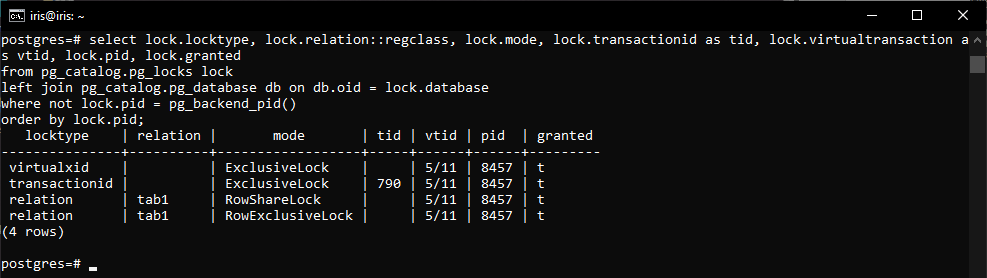 iris@iris: ~
postgres=# select lock.locktype, lock.relation::regclass, lock.mode, lock.transactionid as tid, lock.virtualtransaction a
s vtid, lock.pid, lock.granted
from pg_catalog.pg_locks lock
left join pg_catalog.pg_database db on db.oid = lock.database
where not lock.pid = pg_backend_pid()
order by lock.pid;
   locktype    | relation |       mode       | tid | vtid | pid  | granted
---------------+----------+------------------+-----+------+------+---------
 virtualxid    |          | ExclusiveLock    |     | 5/11 | 8457 | t
 transactionid |          | ExclusiveLock    | 790 | 5/11 | 8457 | t
 relation      | tab1     | RowShareLock     |     | 5/11 | 8457 | t
 relation      | tab1     | RowExclusiveLock |     | 5/11 | 8457 | t
(4 rows)
postgres=#